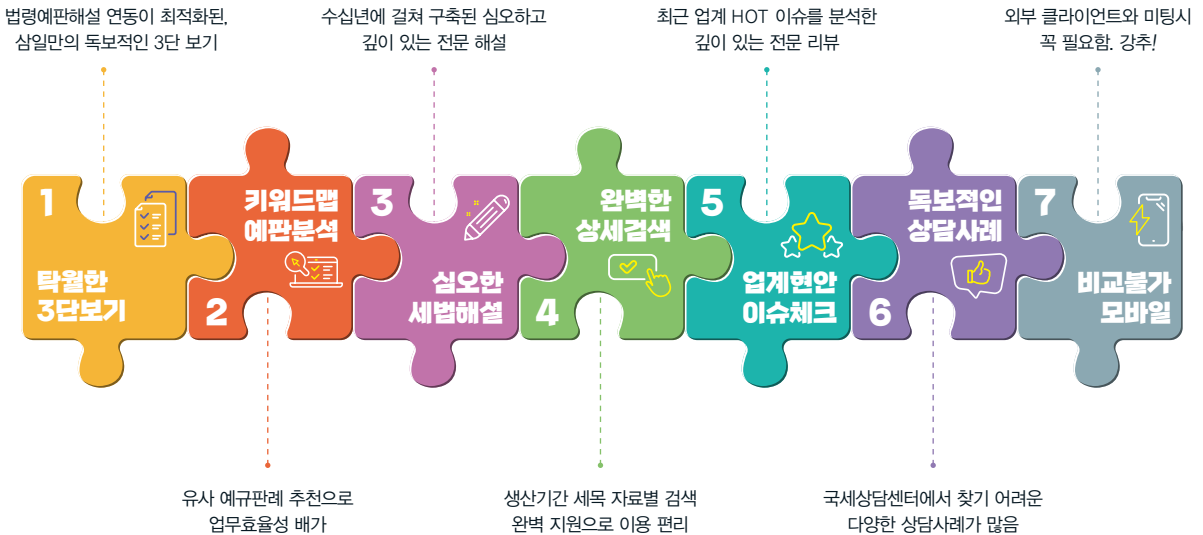 법령예판해설 연동이 최적화된,
삼일만의 독보적인 3단 보기
수십년에 걸쳐 구축된 심오하고
깊이 있는 전문 해설
최근 업계 HOT 이슈를 분석한
깊이 있는 전문 리뷰
외부 클라이언트와 미팅시
꼭 필요함. 강추!
1
탁월한
3단보기
키워드맵
예판분석
2
3
심오한
세법해설
완벽한
상세검색
4
5
업계현안
이슈체크
독보적인
상담사례
6
7
비교불가
모바일
유사 예규판례 추천으로
업무효율성 배가
생산기간 세목 자료별 검색
완벽 지원으로 이용 편리
국세상담센터에서 찾기 어려운
다양한 상담사례가 많음